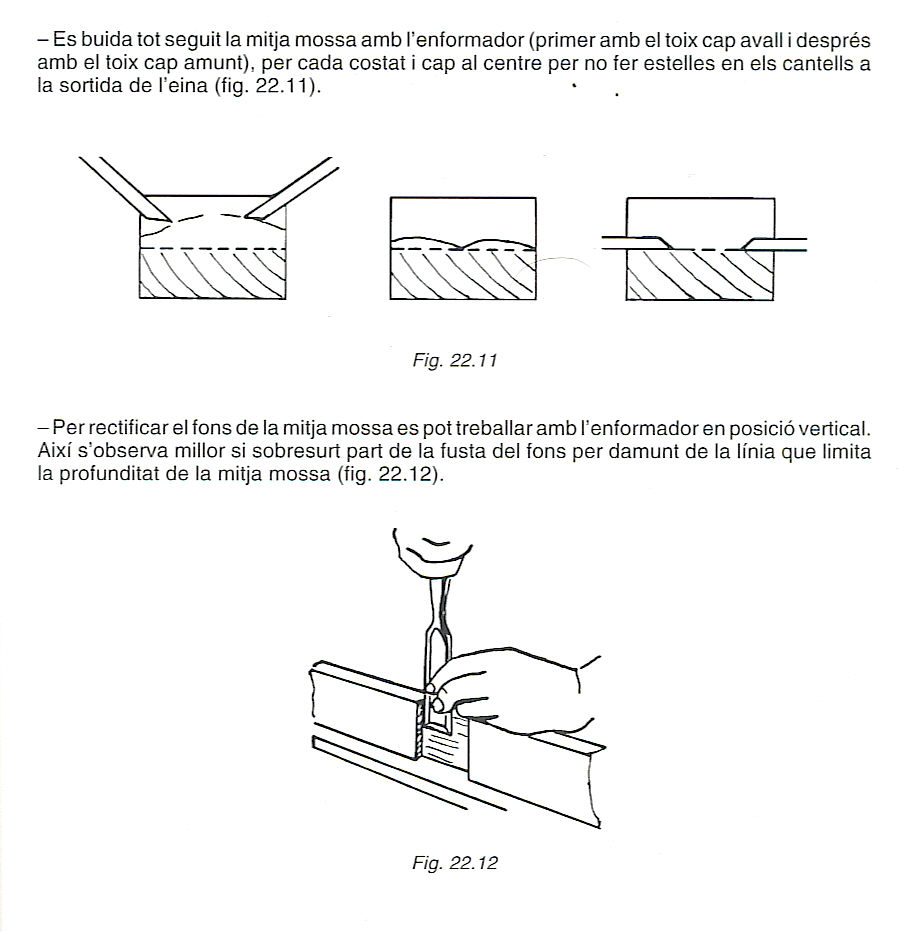 – Es buida tot seguit la mitja mossa amb l'enformador (primer amb el toix cap avall i després
amb el toix cap amunt), per cada costat i cap al centre per no fer estelles en els cantells a
la sortida de l'eina (fig. 22.11).
Fig. 22.11
– Per rectificar el fons de la mitja mossa es pot treballar amb l'enformador en posició vertical.
Així s'observa millor si sobresurt part de la fusta del fons per damunt de la línia que limita
la profunditat de la mitja mossa (fig. 22.12).
Fig. 22.12